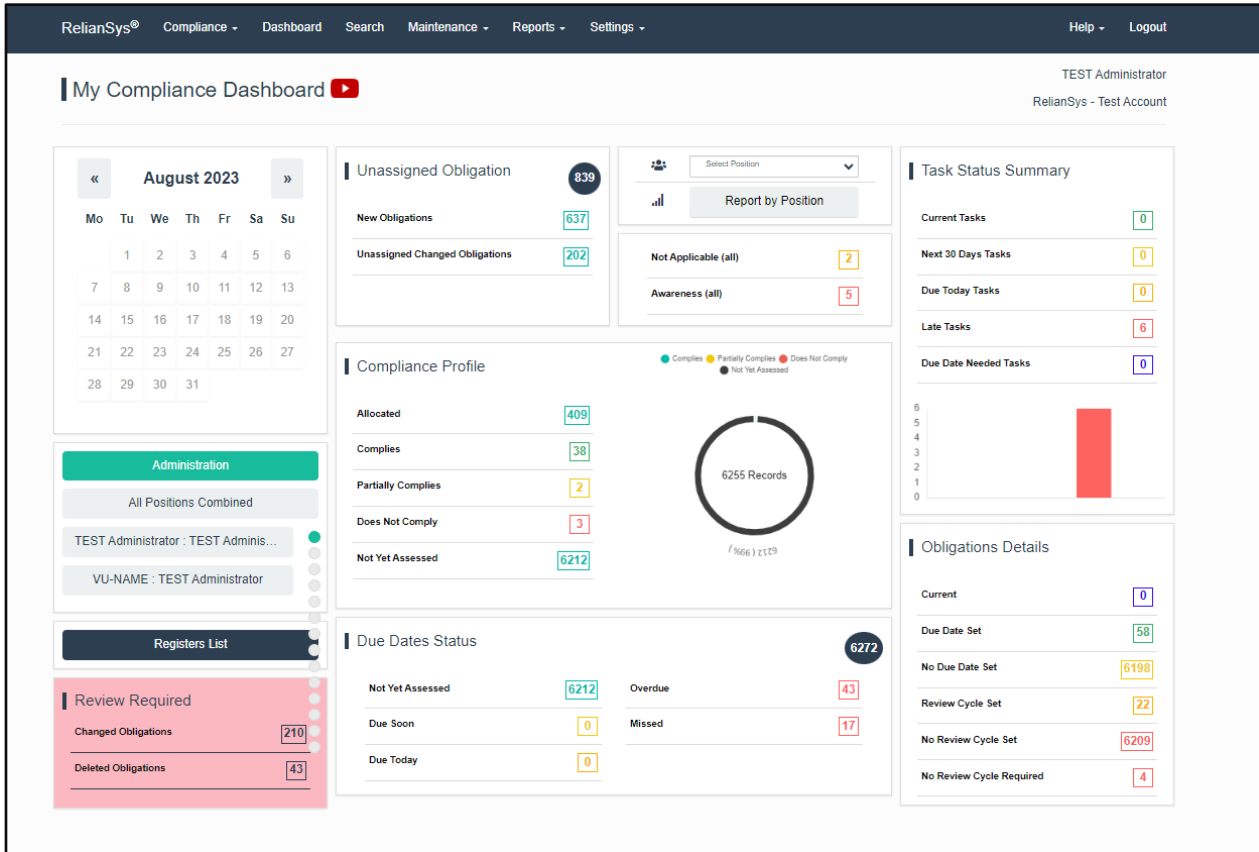 RelianSys® Compliance Dashboard Search Maintenance Reports Settings Help Logout
My Compliance Dashboard
TEST Administrator
RelianSys - Test Account
« August 2023 »
Mo Tu We Th Fr Sa Su
1 2 3 4 5 6
7 8 9 10 11 12 13
14 15 16 17 18 19 20
21 22 23 24 25 26 27
28 29 30 31
Administration
All Positions Combined
TEST Administrator : TEST Adminis...
VU-NAME : TEST Administrator
Registers List
Review Required
Changed Obligations 210
Deleted Obligations 43
Unassigned Obligation 839
New Obligations 637
Unassigned Changed Obligations 202
Select Position
Report by Position
Not Applicable (all) 2
Awareness (all) 5
Compliance Profile
Allocated 409
Complies 38
Partially Complies 2
Does Not Comply 3
Not Yet Assessed 6212
Complies Partially Complies Does Not Comply
Not Yet Assessed
6255 Records
6212 ( 99% )
Due Dates Status 6272
Not Yet Assessed 6212 Overdue 43
Due Soon 0 Missed 17
Due Today 0
Task Status Summary
Current Tasks 0
Next 30 Days Tasks 0
Due Today Tasks 0
Late Tasks 6
Due Date Needed Tasks 0
6
5
4
3
2
1
0
Obligations Details
Current 0
Due Date Set 58
No Due Date Set 6198
Review Cycle Set 22
No Review Cycle Set 6209
No Review Cycle Required 4